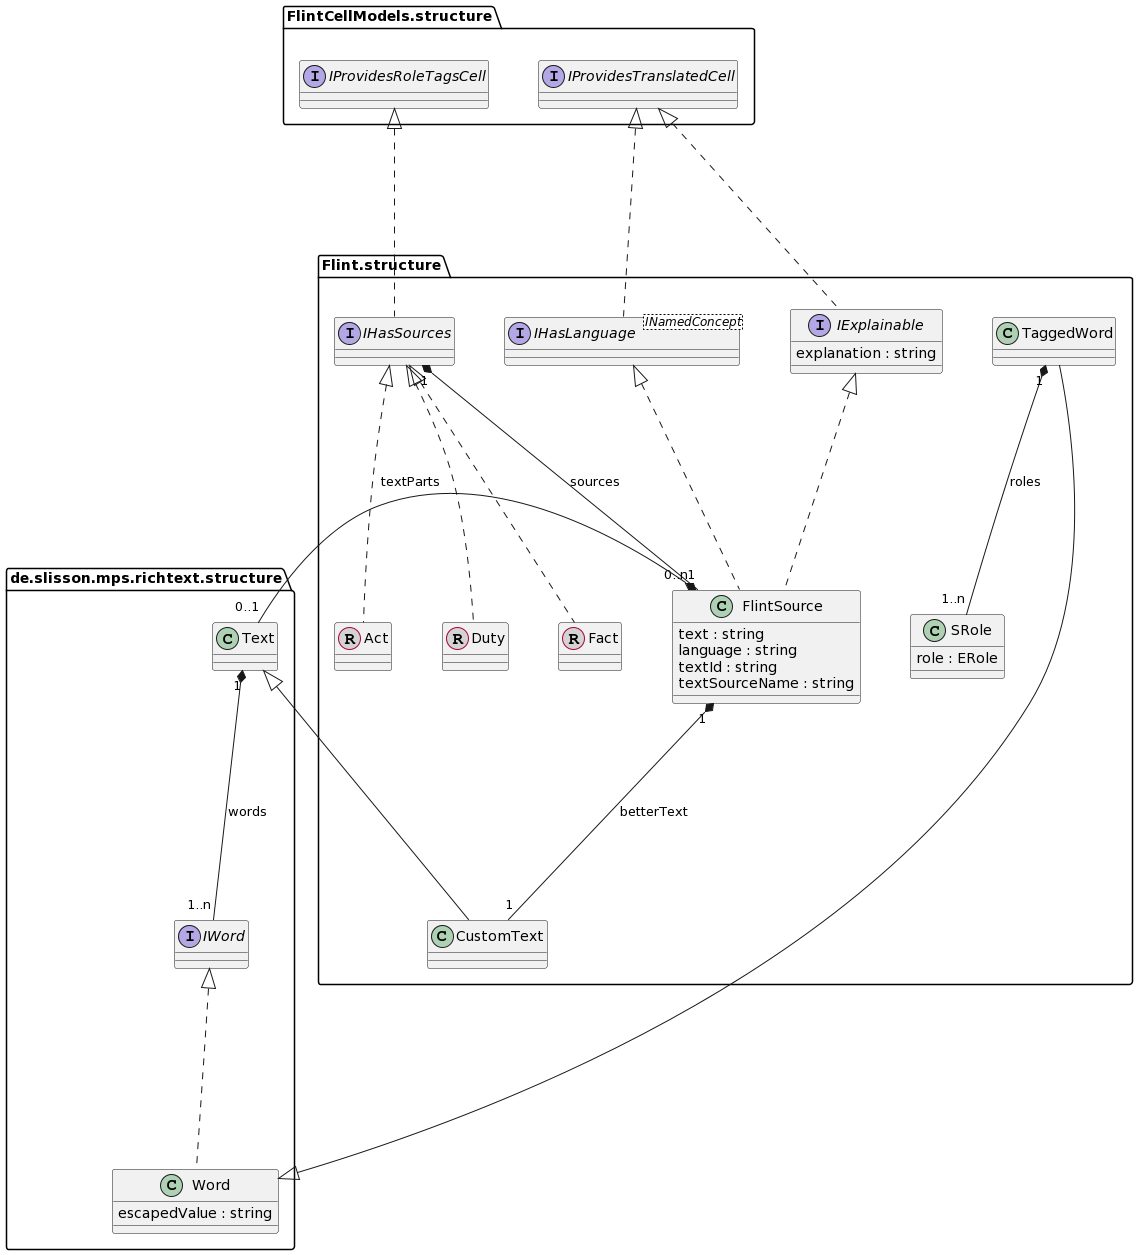 FlintCellModels.structure
I IProvidesRoleTagsCell
I IProvidesTranslatedCell
Flint.structure
I IHasSources
I IHasLanguage
INamedConcept
I IExplainable
explanation : string
C TaggedWord
1
1
textParts
sources
roles
de.slisson.mps.richtext.structure
0..n
1
0..1
1..n
C Text
R Act
R Duty
R Fact
C FlintSource
text : string
language : string
textId : string
textSourceName : string
C SRole
role : ERole
1
1
words
betterText
1..n
1
I IWord
C CustomText
C Word
escapedValue : string